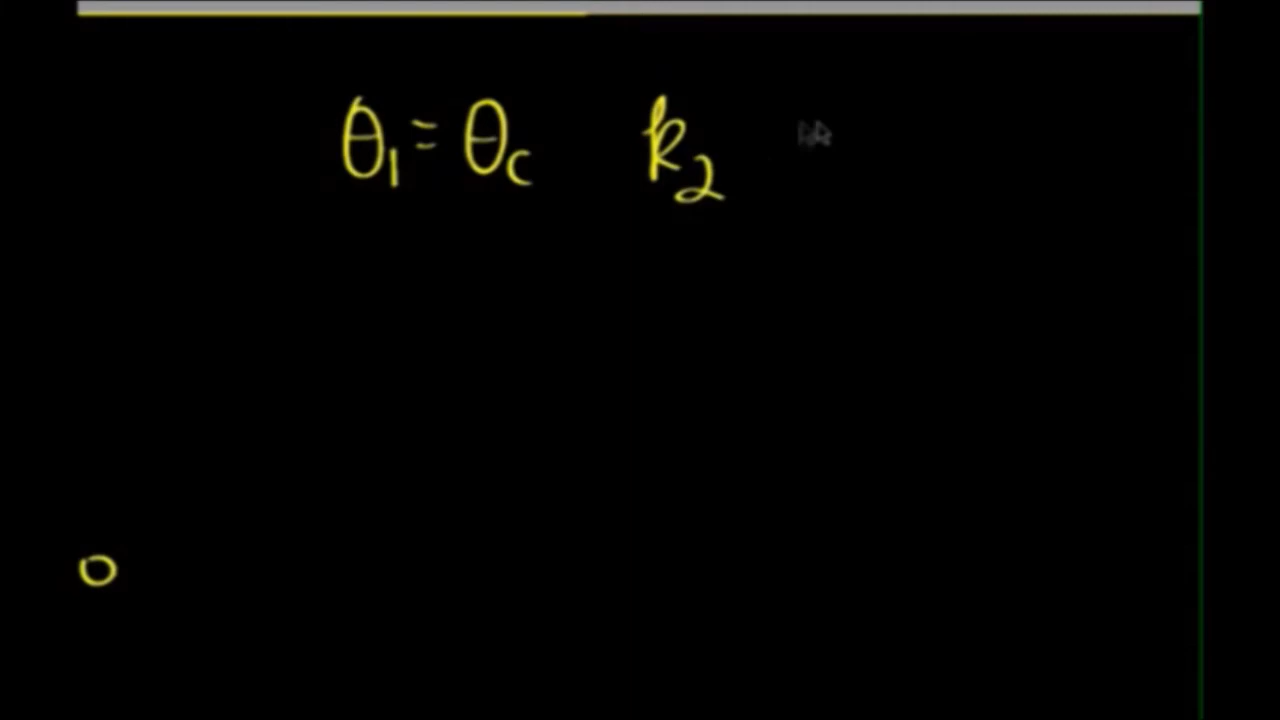 θ₁ = θc k₂
o